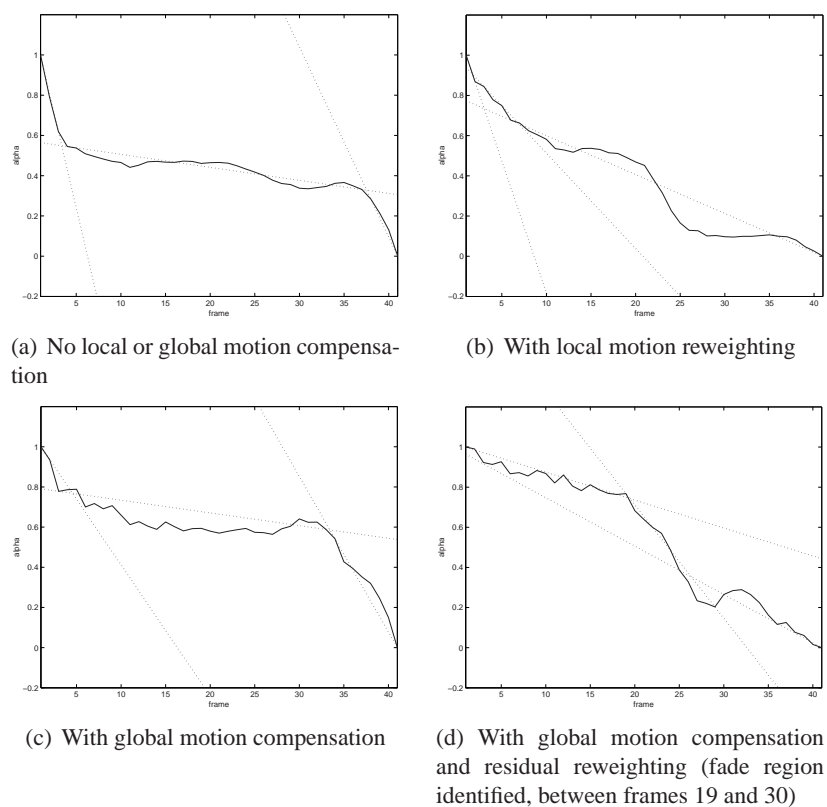 1
0.8
0.6
0.4
0.2
0
−0.2
alpha
5 10 15 20 25 30 35 40
frame
(a) No local or global motion compensa-
tion
1
0.8
0.6
0.4
0.2
0
−0.2
alpha
5 10 15 20 25 30 35 40
frame
(b) With local motion reweighting
1
0.8
0.6
0.4
0.2
0
−0.2
alpha
5 10 15 20 25 30 35 40
frame
(c) With global motion compensation
1
0.8
0.6
0.4
0.2
0
−0.2
alpha
5 10 15 20 25 30 35 40
frame
(d) With global motion compensation
and residual reweighting (fade region
identified, between frames 19 and 30)